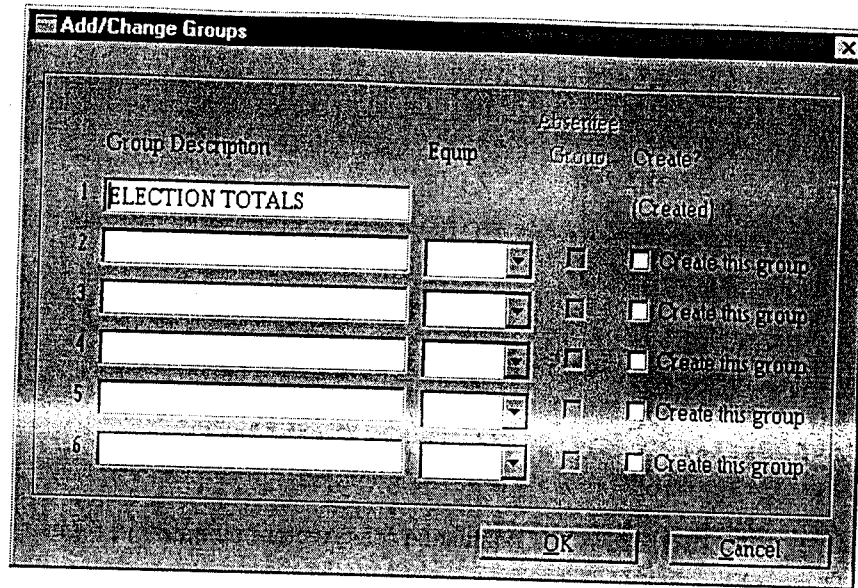 Add/Change Groups
Group Description Equip Absentee Group Create?
1 ELECTION TOTALS (Created)
2 Create this group
3 Create this group
4 Create this group
5 Create this group
6 Create this group
OK Cancel